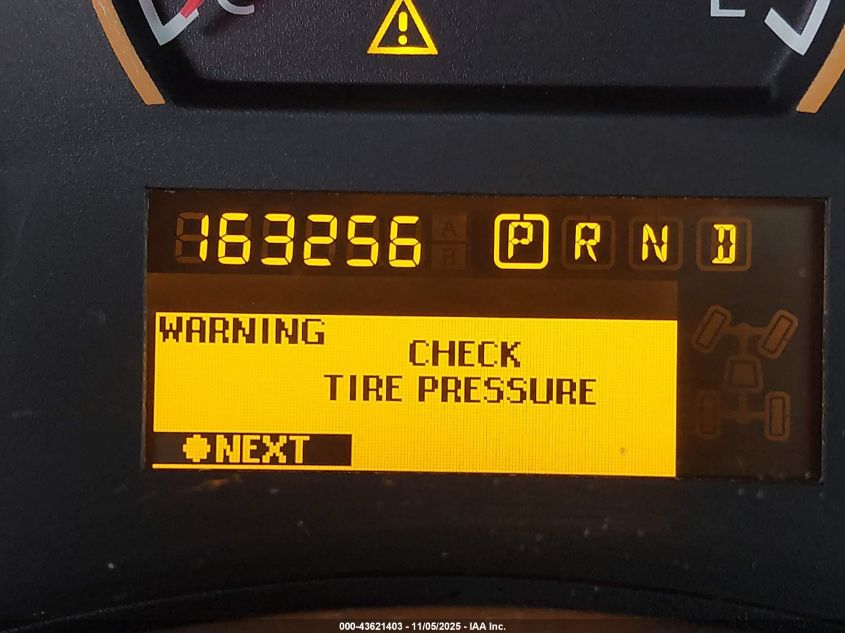 C
E
163256 P R N D
A
B
WARNING
CHECK
TIRE PRESSURE
NEXT
000-43621403 - 11/05/2025 - IAA Inc.